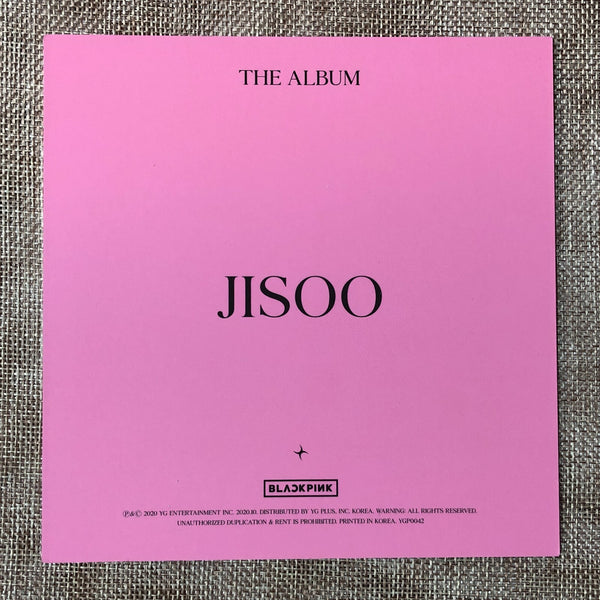 THE ALBUM
JISOO
BLACKPINK
℗&© 2020 YG ENTERTAINMENT INC. 2020.10. DISTRIBUTED BY YG PLUS, INC. KOREA. WARNING: ALL RIGHTS RESERVED.
UNAUTHORIZED DUPLICATION & RENT IS PROHIBITED. PRINTED IN KOREA. YGP0042